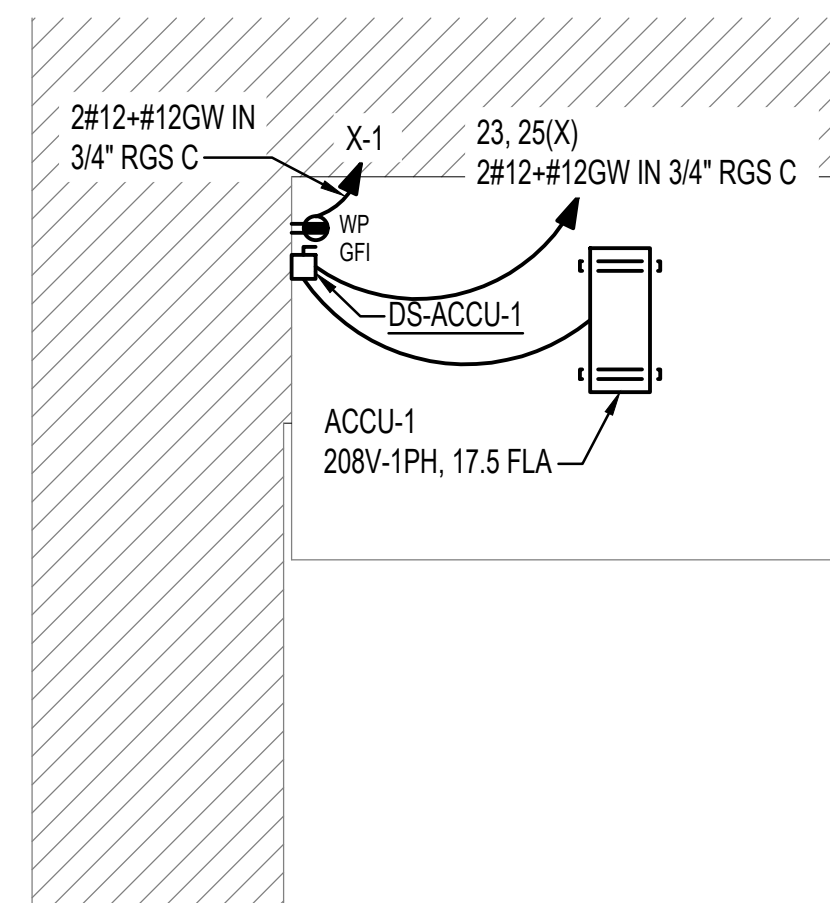 2#12+#12GW IN
3/4" RGS C
X-1
23, 25(X)
2#12+#12GW IN 3/4" RGS C
WP
GFI
DS-ACCU-1
ACCU-1
208V-1PH, 17.5 FLA